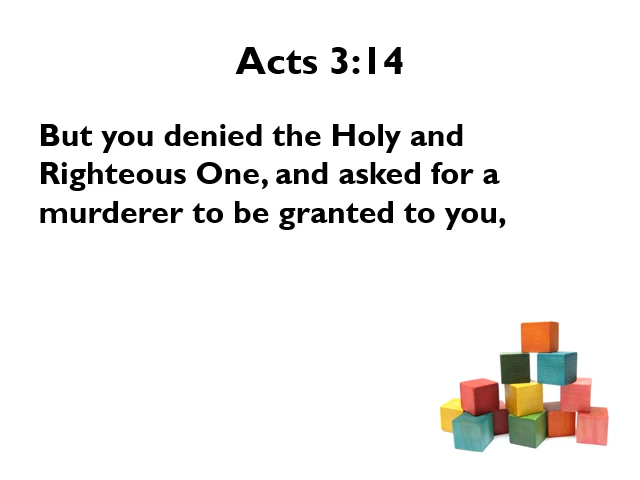 Acts 3:14
But you denied the Holy and
Righteous One, and asked for a
murderer to be granted to you,